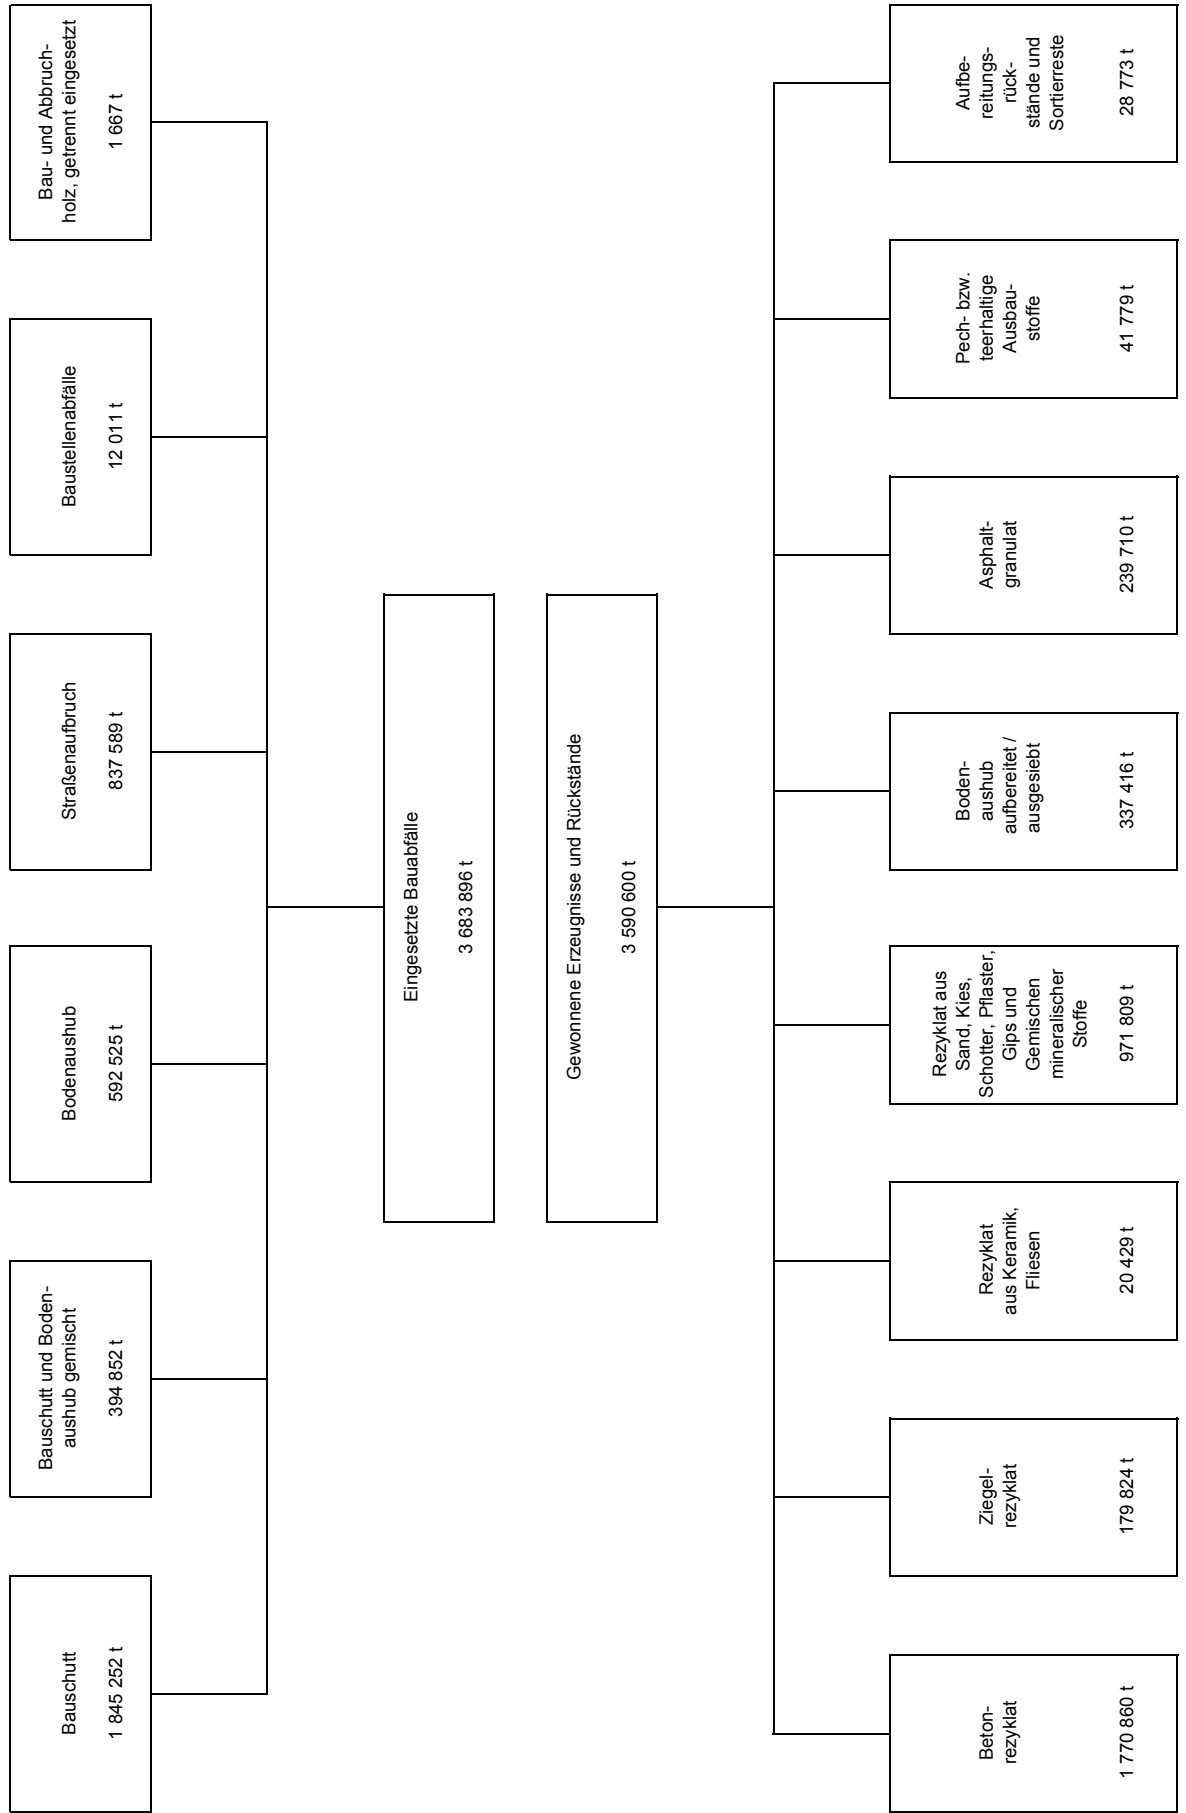 Bauschutt
1 845 252 t
Bauschutt und Boden-
aushub gemischt
394 852 t
Bodenaushub
592 525 t
Straßenaufbruch
837 589 t
Baustellenabfälle
12 011 t
Bau- und Abbruch-
holz, getrennt eingesetzt
1 667 t
Eingesetzte Bauabfälle
3 683 896 t
Gewonnene Erzeugnisse und Rückstände
3 590 600 t
Beton-
rezyklat
1 770 860 t
Ziegel-
rezyklat
179 824 t
Rezyklat
aus Keramik,
Fliesen
20 429 t
Rezyklat aus
Sand, Kies,
Schotter, Pflaster,
Gips und
Gemischen
mineralischer
Stoffe
971 809 t
Boden-
aushub
aufbereitet /
ausgesiebt
337 416 t
Asphalt-
granulat
239 710 t
Pech- bzw.
teerhaltige
Ausbau-
stoffe
41 779 t
Aufbe-
reitungs-
rück-
stände und
Sortierreste
28 773 t